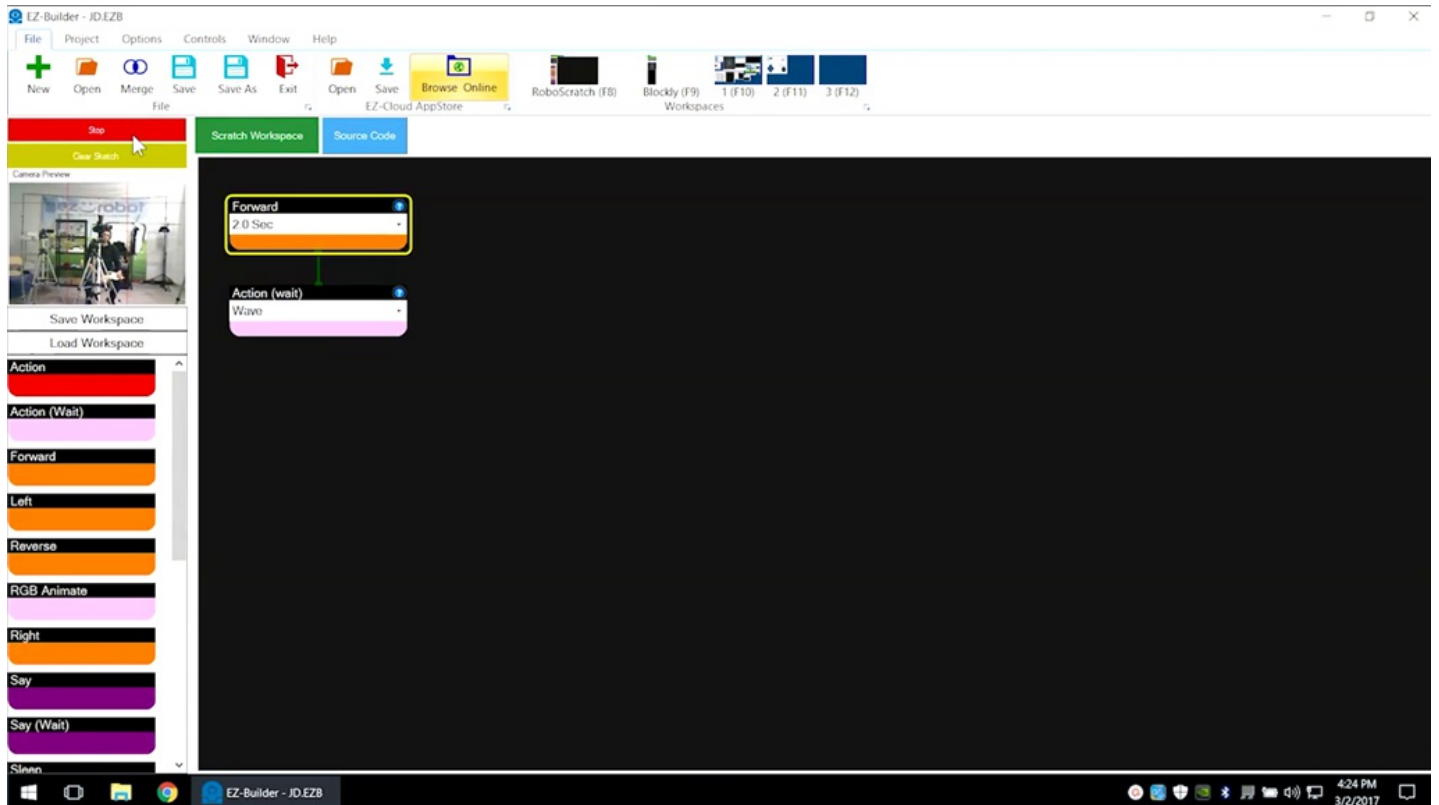 EZ-Builder - JD.EZB
File Project Options Controls Window Help
New Open Merge Save Save As Exit Open Save Browse Online RoboScratch (F8) Blockly (F9) 1 (F10) 2 (F11) 3 (F12)
File EZ-Cloud AppStore Workspaces
Stop
Clear Sketch
Scratch Workspace Source Code
Camera Preview
Forward
2.0 Sec
Action (wait)
Wave
Save Workspace
Load Workspace
Action
Action (Wait)
Forward
Left
Reverse
RGB Animate
Right
Say
Say (Wait)
Sleep
EZ-Builder - JD.EZB
4:24 PM
3/2/2017